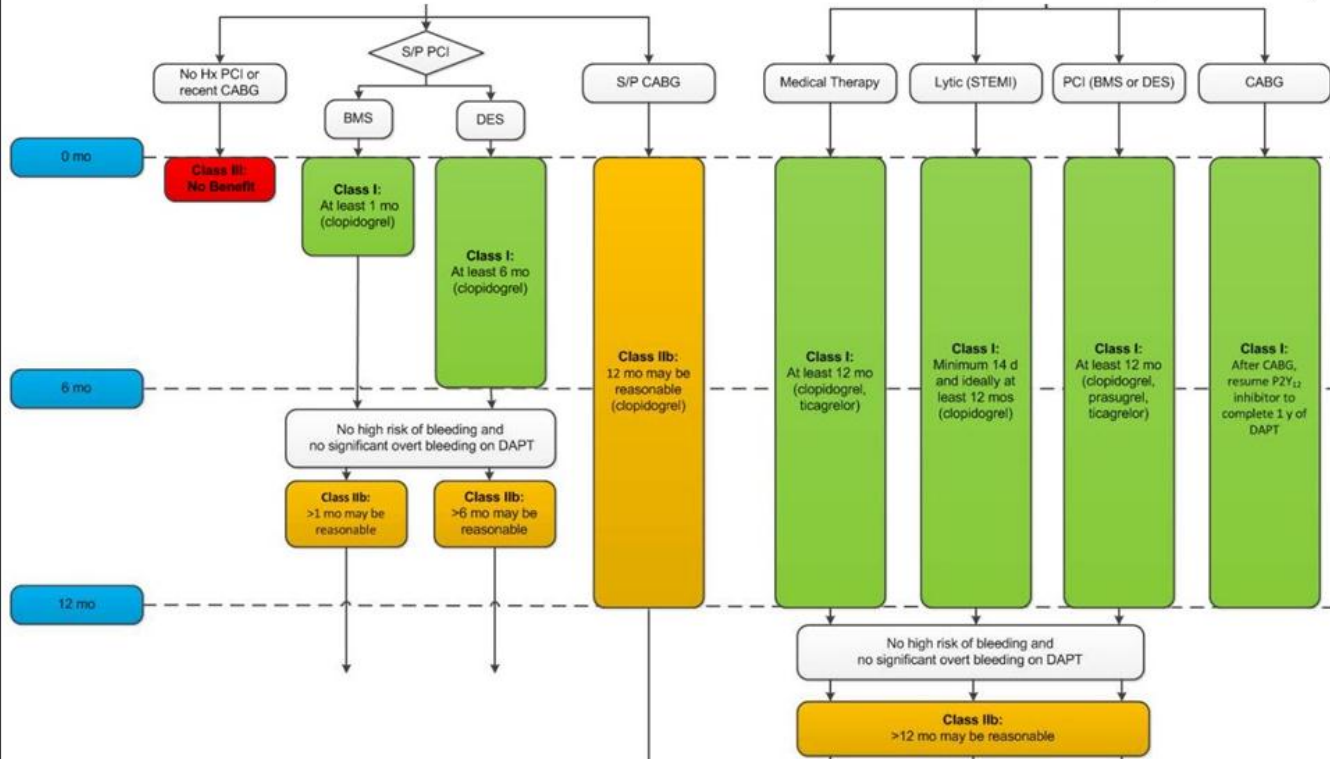 S/P PCI
No Hx PCI or
recent CABG
S/P CABG
Medical Therapy
Lytic (STEMI)
PCI (BMS or DES)
CABG
BMS
DES
0 mo
Class III:
No Benefit
Class I:
At least 1 mo
(clopidogrel)
Class I:
At least 6 mo
(clopidogrel)
Class IIb:
12 mo may be
reasonable
(clopidogrel)
Class I:
At least 12 mo
(clopidogrel,
ticagrelor)
Class I:
Minimum 14 d
and ideally at
least 12 mos
(clopidogrel)
Class I:
At least 12 mo
(clopidogrel,
prasugrel,
ticagrelor)
Class I:
After CABG,
resume P2Y₁₂
inhibitor to
complete 1 y of
DAPT
6 mo
No high risk of bleeding and
no significant overt bleeding on DAPT
Class IIb:
>1 mo may be
reasonable
Class IIb:
>6 mo may be
reasonable
12 mo
No high risk of bleeding and
no significant overt bleeding on DAPT
Class IIb:
>12 mo may be reasonable